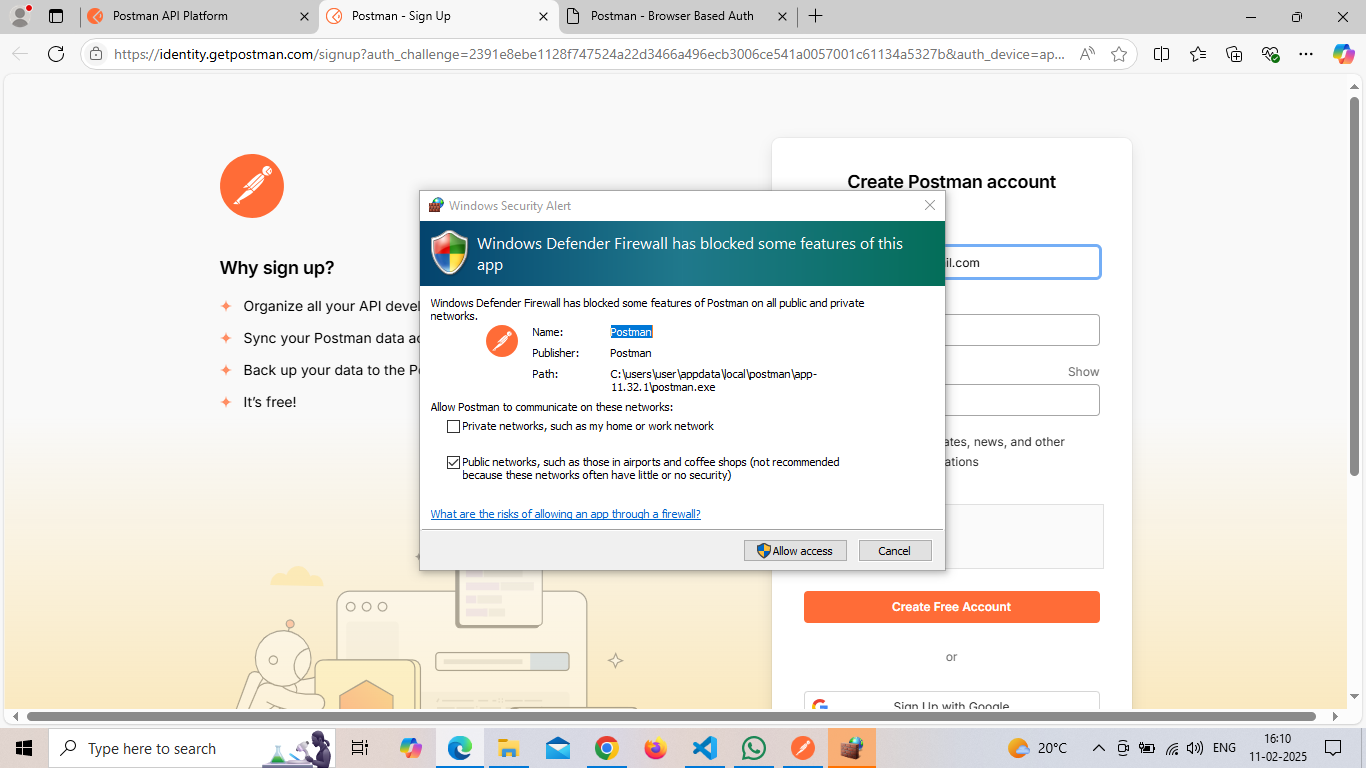 Postman API Platform
Postman - Sign Up
Postman - Browser Based Auth
https://identity.getpostman.com/signup?auth_challenge=2391e8ebe1128f747524a22d3466a496ecb3006ce541a0057001c61134a5327b&auth_device=ap...
Why sign up?
Organize all your API devel
Sync your Postman data ac
Back up your data to the Po
It's free!
Create Postman account
il.com
Show
ates, news, and other
ations
Create Free Account
or
Sign Up with Google
Windows Security Alert
Windows Defender Firewall has blocked some features of this
app
Windows Defender Firewall has blocked some features of Postman on all public and private
networks.
Name: Postman
Publisher: Postman
Path: C:\users\user\appdata\local\postman\app-
11.32.1\postman.exe
Allow Postman to communicate on these networks:
Private networks, such as my home or work network
Public networks, such as those in airports and coffee shops (not recommended
because these networks often have little or no security)
What are the risks of allowing an app through a firewall?
Allow access
Cancel
Type here to search
20°C
ENG
16:10
11-02-2025